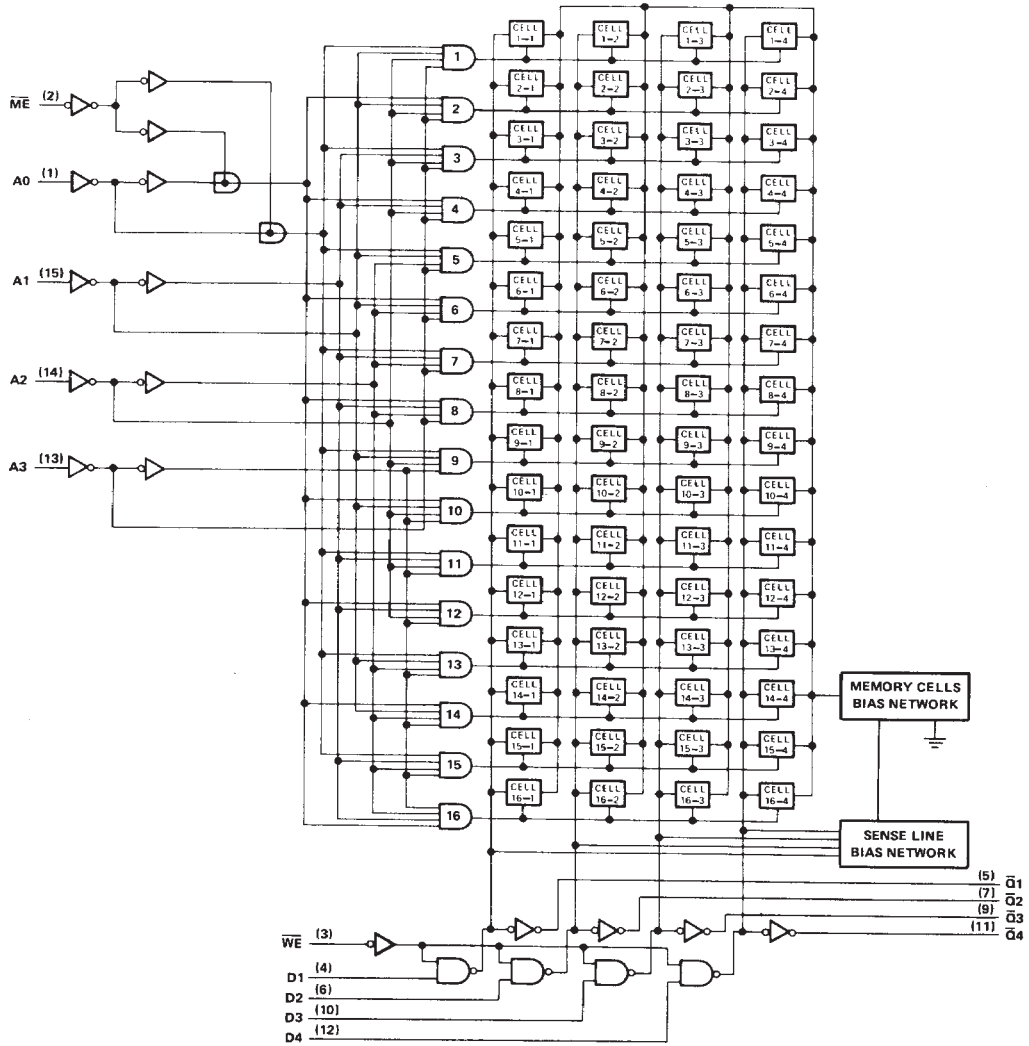 CELL CELL CELL CELL
1–1 1–2 1–3 1–4
1
CELL CELL CELL CELL
2–1 2–2 2–3 2–4
ME (2)
2
CELL CELL CELL CELL
3–1 3–2 3–3 3–4
3
A0 (1)
CELL CELL CELL CELL
4–1 4–2 4–3 4–4
4
CELL CELL CELL CELL
5–1 5–2 5–3 5–4
5
A1 (15)
CELL CELL CELL CELL
6–1 6–2 6–3 6–4
6
CELL CELL CELL CELL
7–1 7–2 7–3 7–4
7
A2 (14)
CELL CELL CELL CELL
8–1 8–2 8–3 8–4
8
CELL CELL CELL CELL
9–1 9–2 9–3 9–4
9
A3 (13)
CELL CELL CELL CELL
10–1 10–2 10–3 10–4
10
CELL CELL CELL CELL
11–1 11–2 11–3 11–4
11
CELL CELL CELL CELL
12–1 12–2 12–3 12–4
12
CELL CELL CELL CELL
13–1 13–2 13–3 13–4
13
CELL CELL CELL CELL
14–1 14–2 14–3 14–4
14
MEMORY CELLS
BIAS NETWORK
CELL CELL CELL CELL
15–1 15–2 15–3 15–4
15
CELL CELL CELL CELL
16–1 16–2 16–3 16–4
16
SENSE LINE
BIAS NETWORK
(5) Q̅1
(7) Q̅2
(9) Q̅3
(11) Q̅4
W̅E̅ (3)
D1 (4)
D2 (6)
D3 (10)
D4 (12)